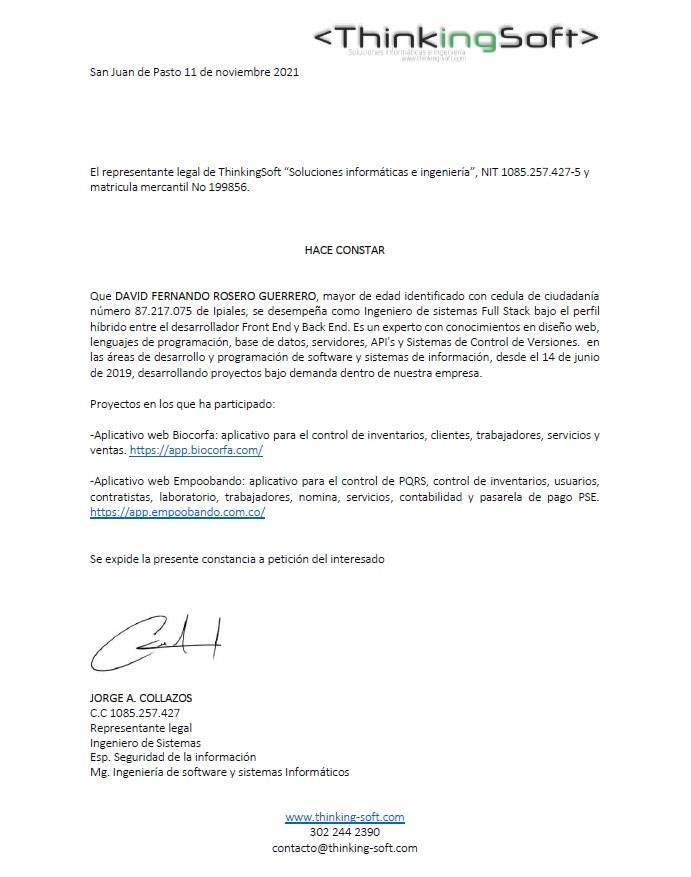 <ThinkingSoft>
Soluciones informáticas e ingeniería
www.thinking-soft.com
San Juan de Pasto 11 de noviembre 2021
El representante legal de ThinkingSoft “Soluciones informáticas e ingeniería”, NIT 1085.257.427-5 y
matricula mercantil No 199856.
HACE CONSTAR
Que DAVID FERNANDO ROSERO GUERRERO, mayor de edad identificado con cedula de ciudadanía
número 87.217.075 de Ipiales, se desempeña como Ingeniero de sistemas Full Stack bajo el perfil
híbrido entre el desarrollador Front End y Back End. Es un experto con conocimientos en diseño web,
lenguajes de programación, base de datos, servidores, API's y Sistemas de Control de Versiones. en
las áreas de desarrollo y programación de software y sistemas de información, desde el 14 de junio
de 2019, desarrollando proyectos bajo demanda dentro de nuestra empresa.
Proyectos en los que ha participado:
-Aplicativo web Biocorfa: aplicativo para el control de inventarios, clientes, trabajadores, servicios y
ventas. https://app.biocorfa.com/
-Aplicativo web Empoobando: aplicativo para el control de PQRS, control de inventarios, usuarios,
contratistas, laboratorio, trabajadores, nomina, servicios, contabilidad y pasarela de pago PSE.
https://app.empoobando.com.co/
Se expide la presente constancia a petición del interesado
JORGE A. COLLAZOS
C.C 1085.257.427
Representante legal
Ingeniero de Sistemas
Esp. Seguridad de la información
Mg. Ingeniería de software y sistemas Informáticos
www.thinking-soft.com
302 244 2390
contacto@thinking-soft.com